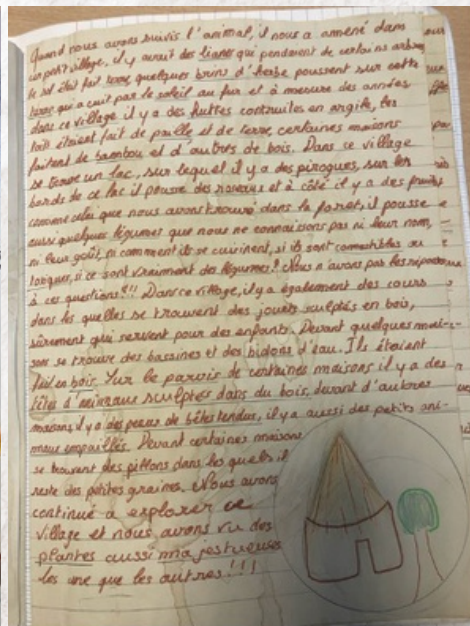 Quand nous avons suivis l'animal, il nous a amené dans
un petit village, il y avait des lianes qui pendaient de certains arbres
le sol était fait terre, quelques brins d'herbe poussent sur cette
terre qui a cuit par le soleil au fur et à mesure des années
dans ce village il y a des huttes construites en argile, les
toit étaient fait de paille et de terre, certaines maisons
faitent de bambou et d'autres de bois. Dans ce village
se trouve un lac, sur lequel il y a des pirogues, sur les
bords de ce lac il pousse des roseaux et à côté il y a des fruits
comme celui que nous avons trouvé dans la foret, il pousse
aussi quelques légumes que nous ne connaissons pas ni leur nom,
ni leur goût, ni comment ils se cuisinent, si ils sont comestibles ou
toxiques, si ce sont vraiment des légumes? Nous n'avons pas les réponses
à ces questions!!! Dans ce village, il y a également des cours
dans les quelles se trouvent des jouets sculptés en bois,
sûrement qui servent pour des enfants. Devant quelques mai-
sons se trouve des bassines et des bidons d'eau. Ils étaient
fait en bois. Sur le parvis de certaines maisons il y a des
têtes d'animaux sculptés dans du bois, devant d'autres
maisons, il y a des peaux de bêtes tendus, il y a aussi des petits ani-
maux empaillés. Devant certaines maisons
se trouvent des pillons dans les quels il
reste des petites graines. Nous avons
continué a explorer ce
village et nous avons vu des
plantes aussi majestueuses
les une que les autres!!!